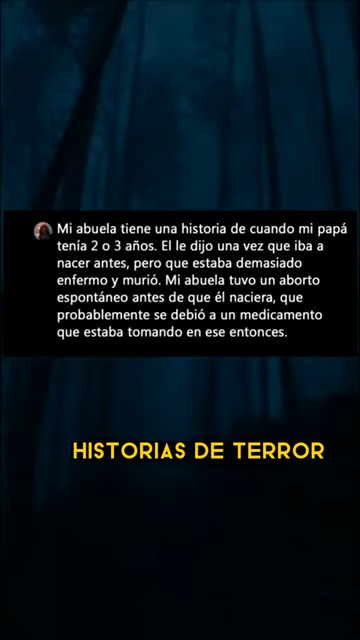 Mi abuela tiene una historia de cuando mi papá
tenía 2 o 3 años. El le dijo una vez que iba a
nacer antes, pero que estaba demasiado
enfermo y murió. Mi abuela tuvo un aborto
espontáneo antes de que él naciera, que
probablemente se debió a un medicamento
que estaba tomando en ese entonces.
HISTORIAS DE TERROR